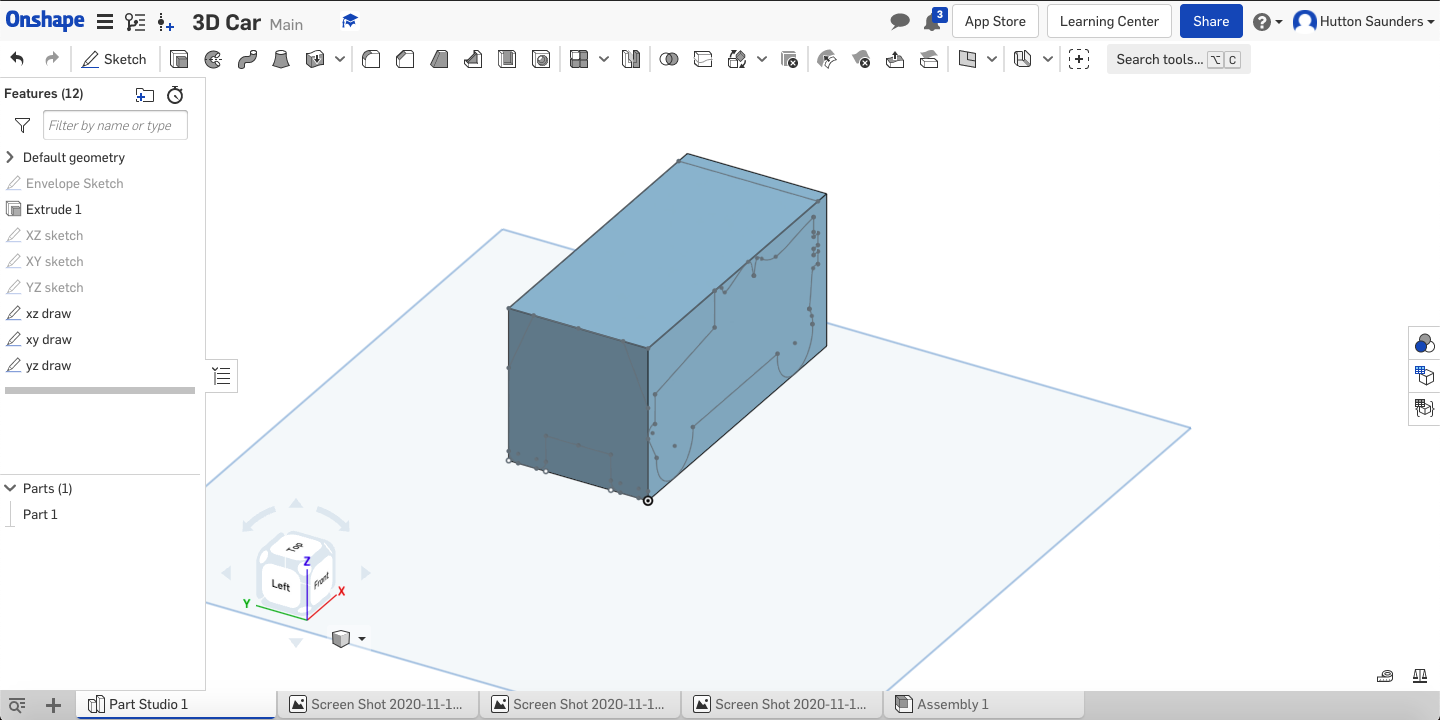 Onshape 3D Car Main 3 App Store Learning Center Share Hutton Saunders
Sketch Search tools... ⌥ C
Features (12)
Filter by name or type
Default geometry
Envelope Sketch
Extrude 1
XZ sketch
XY sketch
YZ sketch
xz draw
xy draw
yz draw
Parts (1)
Part 1
Top
Z
Left Front
X
Y
Part Studio 1 Screen Shot 2020-11-1... Screen Shot 2020-11-1... Screen Shot 2020-11-1... Assembly 1